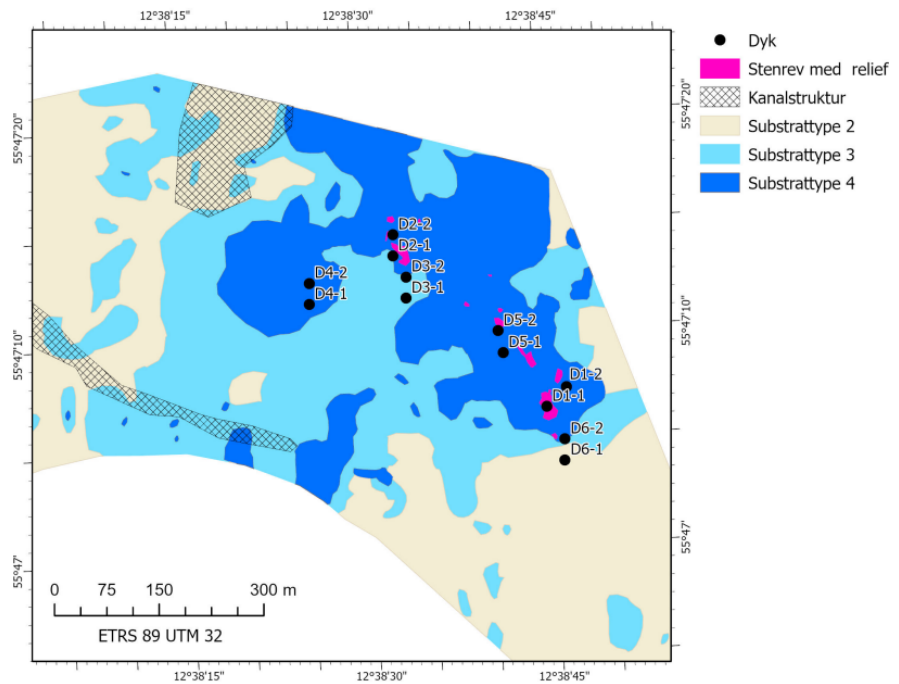 12°38'15" 12°38'30" 12°38'45"
Dyk
Stenrev med relief
Kanalstruktur
Substrattype 2
Substrattype 3
Substrattype 4
55°47'20"
55°47'20"
D2-2
D2-1
D3-2
D4-2
D3-1
D4-1
D5-2
55°47'10"
55°47'10"
D5-1
D1-2
D1-1
D6-2
D6-1
55°47'
55°47'
0 75 150 300 m
ETRS 89 UTM 32
12°38'15" 12°38'30" 12°38'45"